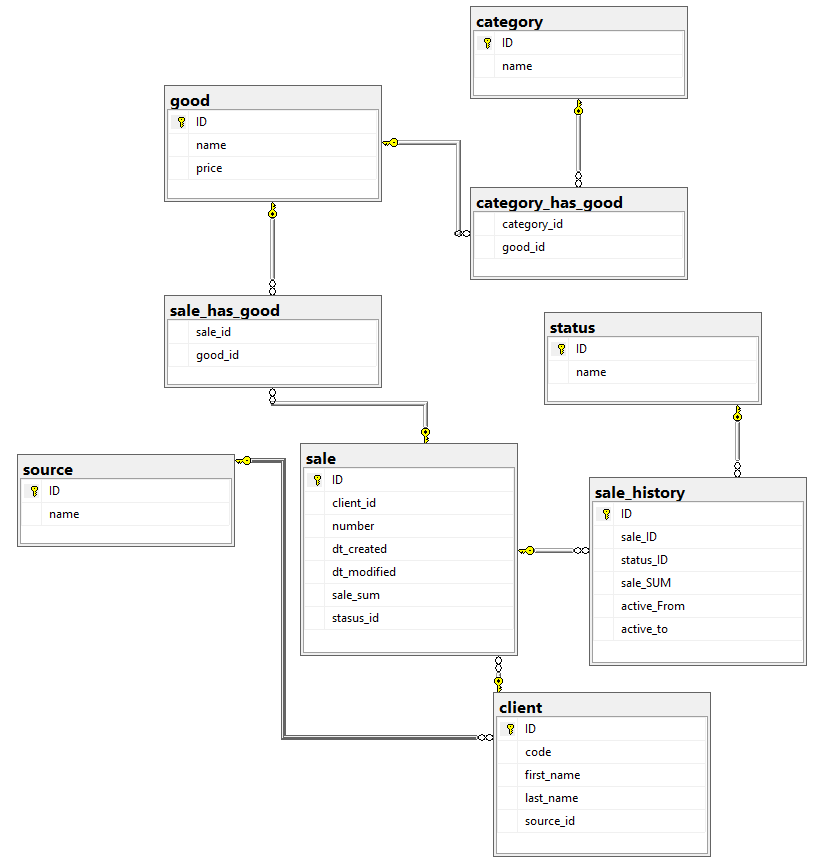 category
ID
name
good
ID
name
price
category_has_good
category_id
good_id
sale_has_good
sale_id
good_id
status
ID
name
source
ID
name
sale
ID
client_id
number
dt_created
dt_modified
sale_sum
stasus_id
sale_history
ID
sale_ID
status_ID
sale_SUM
active_From
active_to
client
ID
code
first_name
last_name
source_id